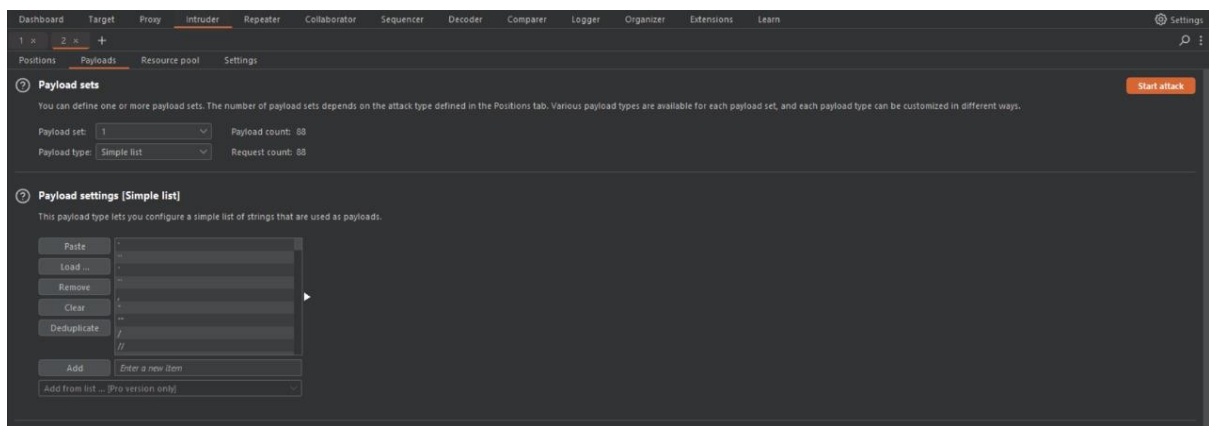 Dashboard Target Proxy Intruder Repeater Collaborator Sequencer Decoder Comparer Logger Organizer Extensions Learn Settings
1 × 2 × +
Positions Payloads Resource pool Settings
? Payload sets Start attack
You can define one or more payload sets. The number of payload sets depends on the attack type defined in the Positions tab. Various payload types are available for each payload set, and each payload type can be customized in different ways.
Payload set: 1 Payload count: 88
Payload type: Simple list Request count: 88
? Payload settings [Simple list]
This payload type lets you configure a simple list of strings that are used as payloads.
Paste
Load ...
Remove
Clear
Deduplicate
/
//
Add Enter a new item
Add from list ... [Pro version only]